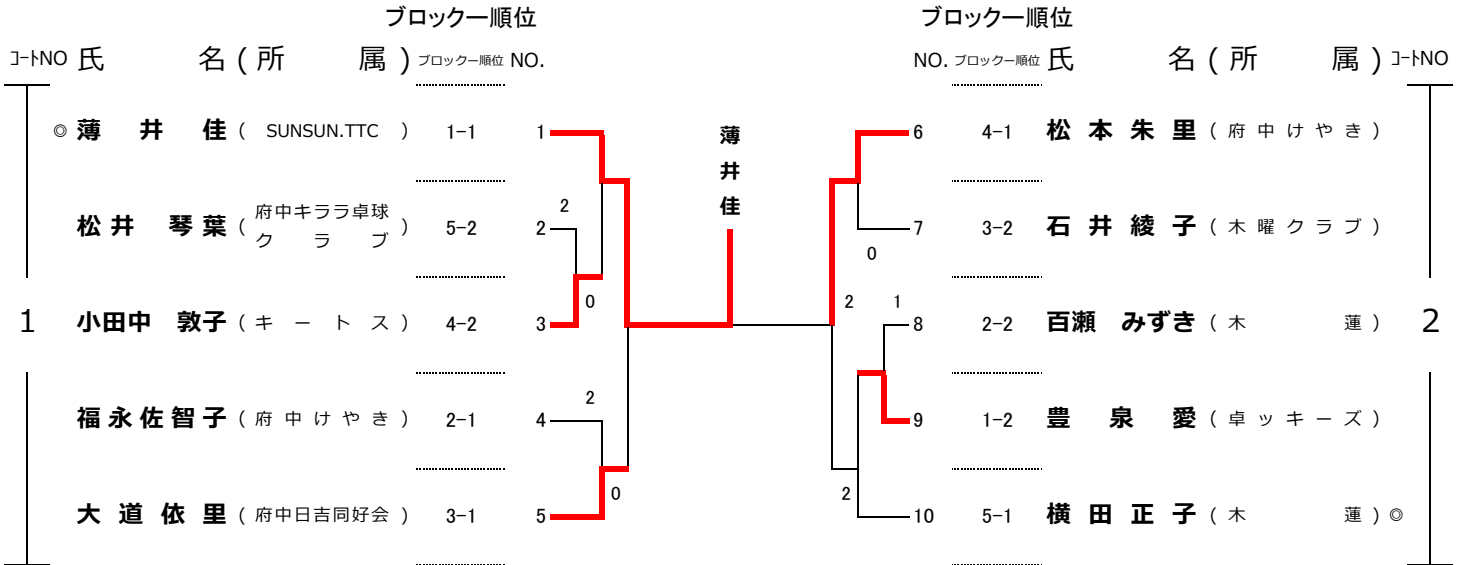 ブロックー順位 ブロックー順位
コートNO 氏 名 ( 所 属 ) ブロックー順位 NO. NO. ブロックー順位 氏 名 ( 所 属 ) コートNO
◎ 薄 井 佳 ( SUNSUN.TTC ) 1-1 1
松井 琴葉 ( 府中キララ卓球クラブ ) 5-2 2 2
0
1 小田中 敦子 ( キートス ) 4-2 3
福永佐智子 ( 府中けやき ) 2-1 4 2
0
大道依里 ( 府中日吉同好会 ) 3-1 5
薄井佳
6 4-1 松本朱里 ( 府中けやき )
7 3-2 石井綾子 ( 木曜クラブ )
0
2 1
8 2-2 百瀬 みずき ( 木 蓮 ) 2
9 1-2 豊泉 愛 ( 卓ッキーズ )
2
10 5-1 横田正子 ( 木 蓮 ) ◎